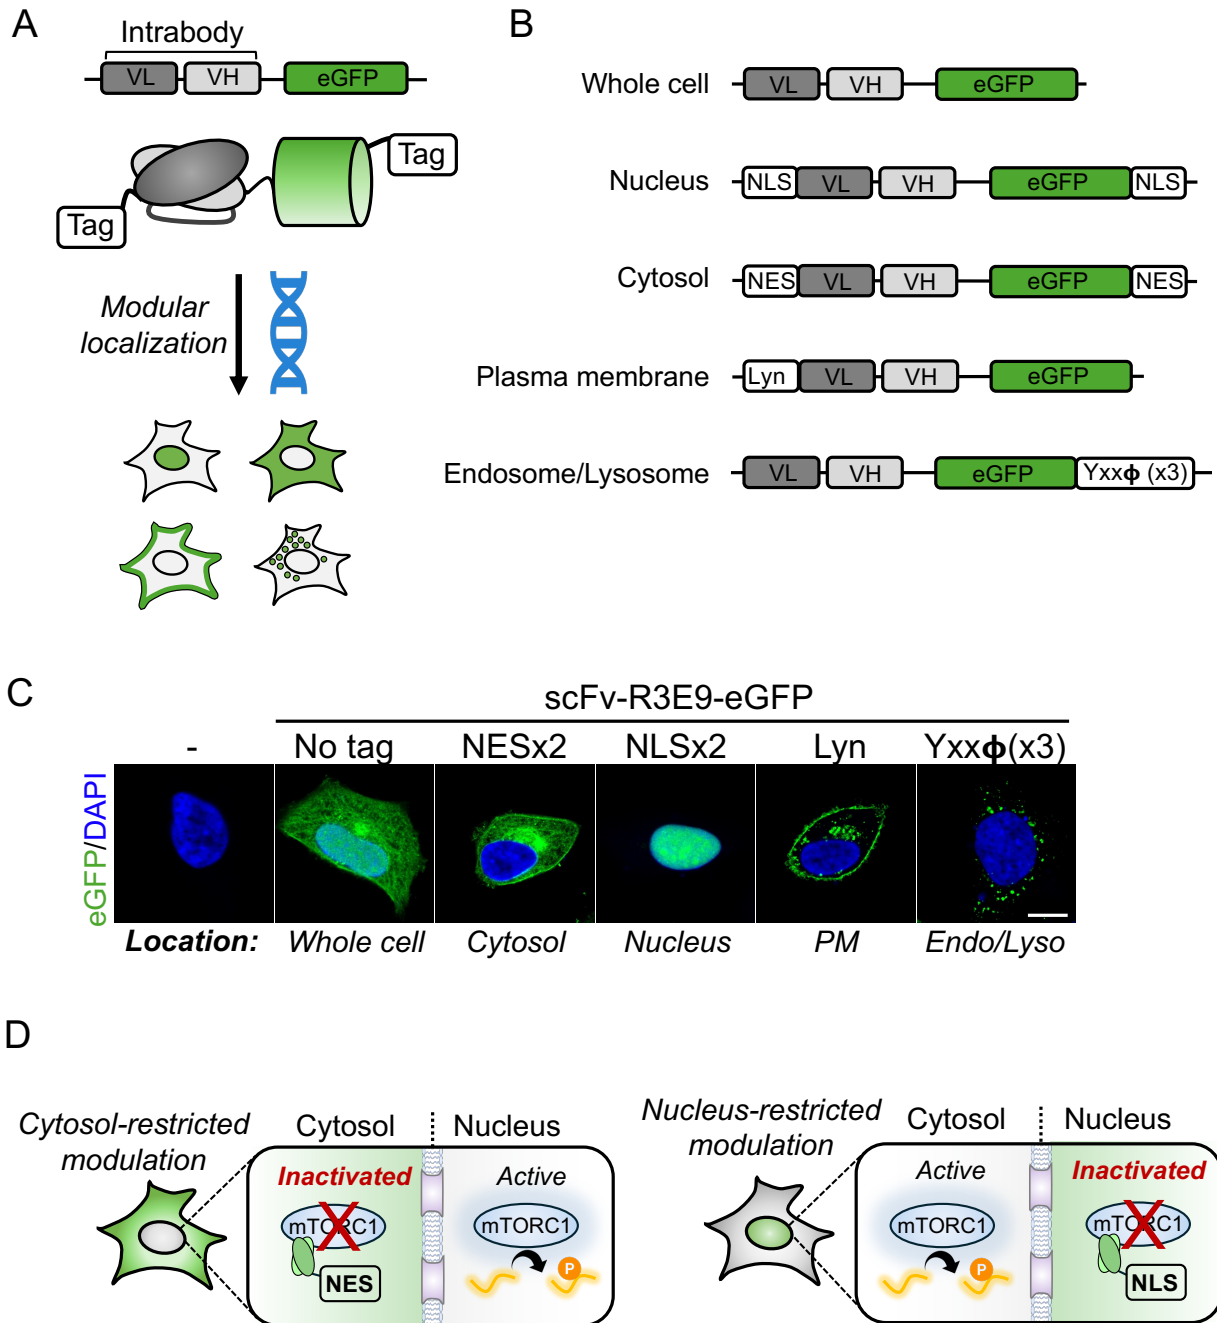 A
Intrabody
VL VH eGFP
Tag
Tag
Modular
localization
B
Whole cell VL VH eGFP
Nucleus NLS VL VH eGFP NLS
Cytosol NES VL VH eGFP NES
Plasma membrane Lyn VL VH eGFP
Endosome/Lysosome VL VH eGFP Yxxϕ (x3)
C
scFv-R3E9-eGFP
- No tag NESx2 NLSx2 Lyn Yxxϕ(x3)
eGFP/DAPI
Location: Whole cell Cytosol Nucleus PM Endo/Lyso
D
Cytosol-restricted
modulation
Cytosol Nucleus
Inactivated Active
mTORC1 mTORC1
P
NES
Nucleus-restricted
modulation
Cytosol Nucleus
Active Inactivated
mTORC1 mTORC1
P
NLS